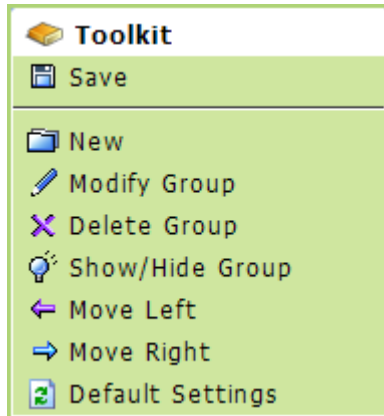 Toolkit
Save
New
Modify Group
Delete Group
Show/Hide Group
Move Left
Move Right
Default Settings